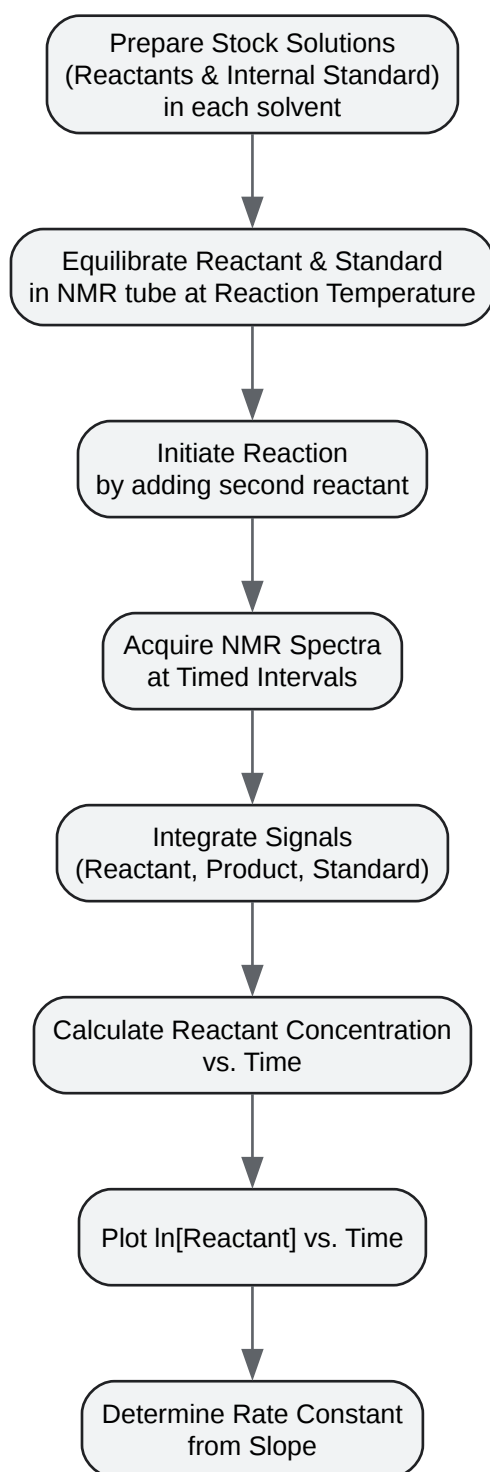 Prepare Stock Solutions
(Reactants & Internal Standard)
in each solvent
Equilibrate Reactant & Standard
in NMR tube at Reaction Temperature
Initiate Reaction
by adding second reactant
Acquire NMR Spectra
at Timed Intervals
Integrate Signals
(Reactant, Product, Standard)
Calculate Reactant Concentration
vs. Time
Plot ln[Reactant] vs. Time
Determine Rate Constant
from Slope